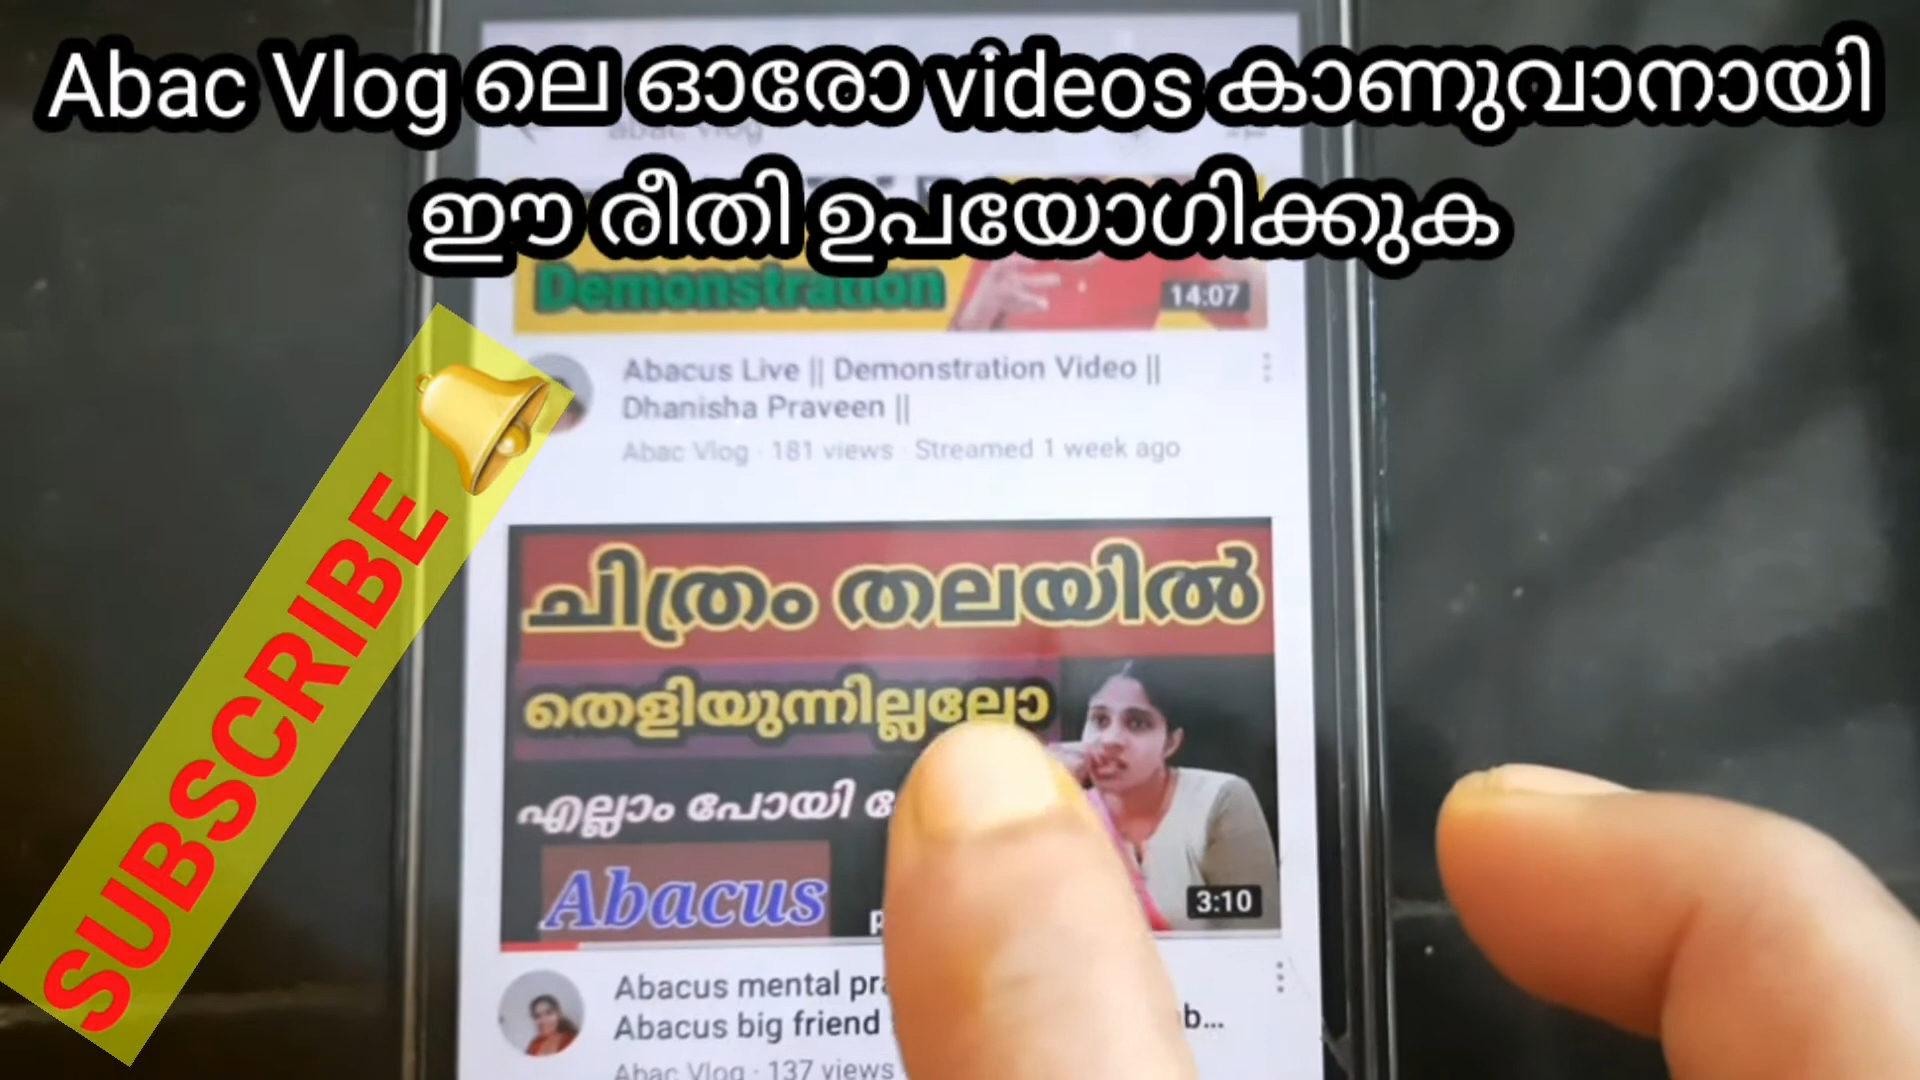 Abac Vlog ലെ ഓരോ videos കാണുവാനായി
ഈ രീതി ഉപയോഗിക്കുക
abac vlog
Demonstration
14:07
Abacus Live || Demonstration Video ||
Dhanisha Praveen ||
Abac Vlog · 181 views · Streamed 1 week ago
SUBSCRIBE
ചിത്രം തലയിൽ
തെളിയുന്നില്ലല്ലോ
എല്ലാം പോയി
Abacus
3:10
Abacus mental
Abacus big friend
Abac Vlog · 137 views